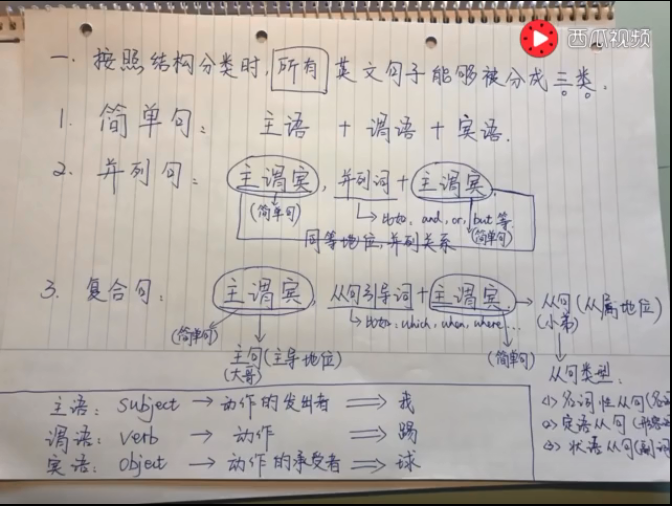 西瓜视频
一. 按照结构分类时, 所有 英文句子能够被分成三类.
1. 简单句: 主语 + 谓语 + 宾语.
2. 并列句: 主谓宾, 并列词 + 主谓宾
(简单句) 比如, and, or, but 等. (简单句)
同等地位, 并列关系
3. 复合句: 主谓宾, 从句引导词 + 主谓宾 → 从句 (从属地位)
(小弟)
(简单句) 比如: which, when, where... (简单句)
主句 (主导地位)
(大哥)
从句类型:
主语: subject → 动作的发出者 ⇒ 我
谓语: verb → 动作 ⇒ 踢
宾语: object → 动作的承受者 ⇒ 球
<1> 名词性从句(名
<2> 定语从句(形
<3> 状语从句(副词